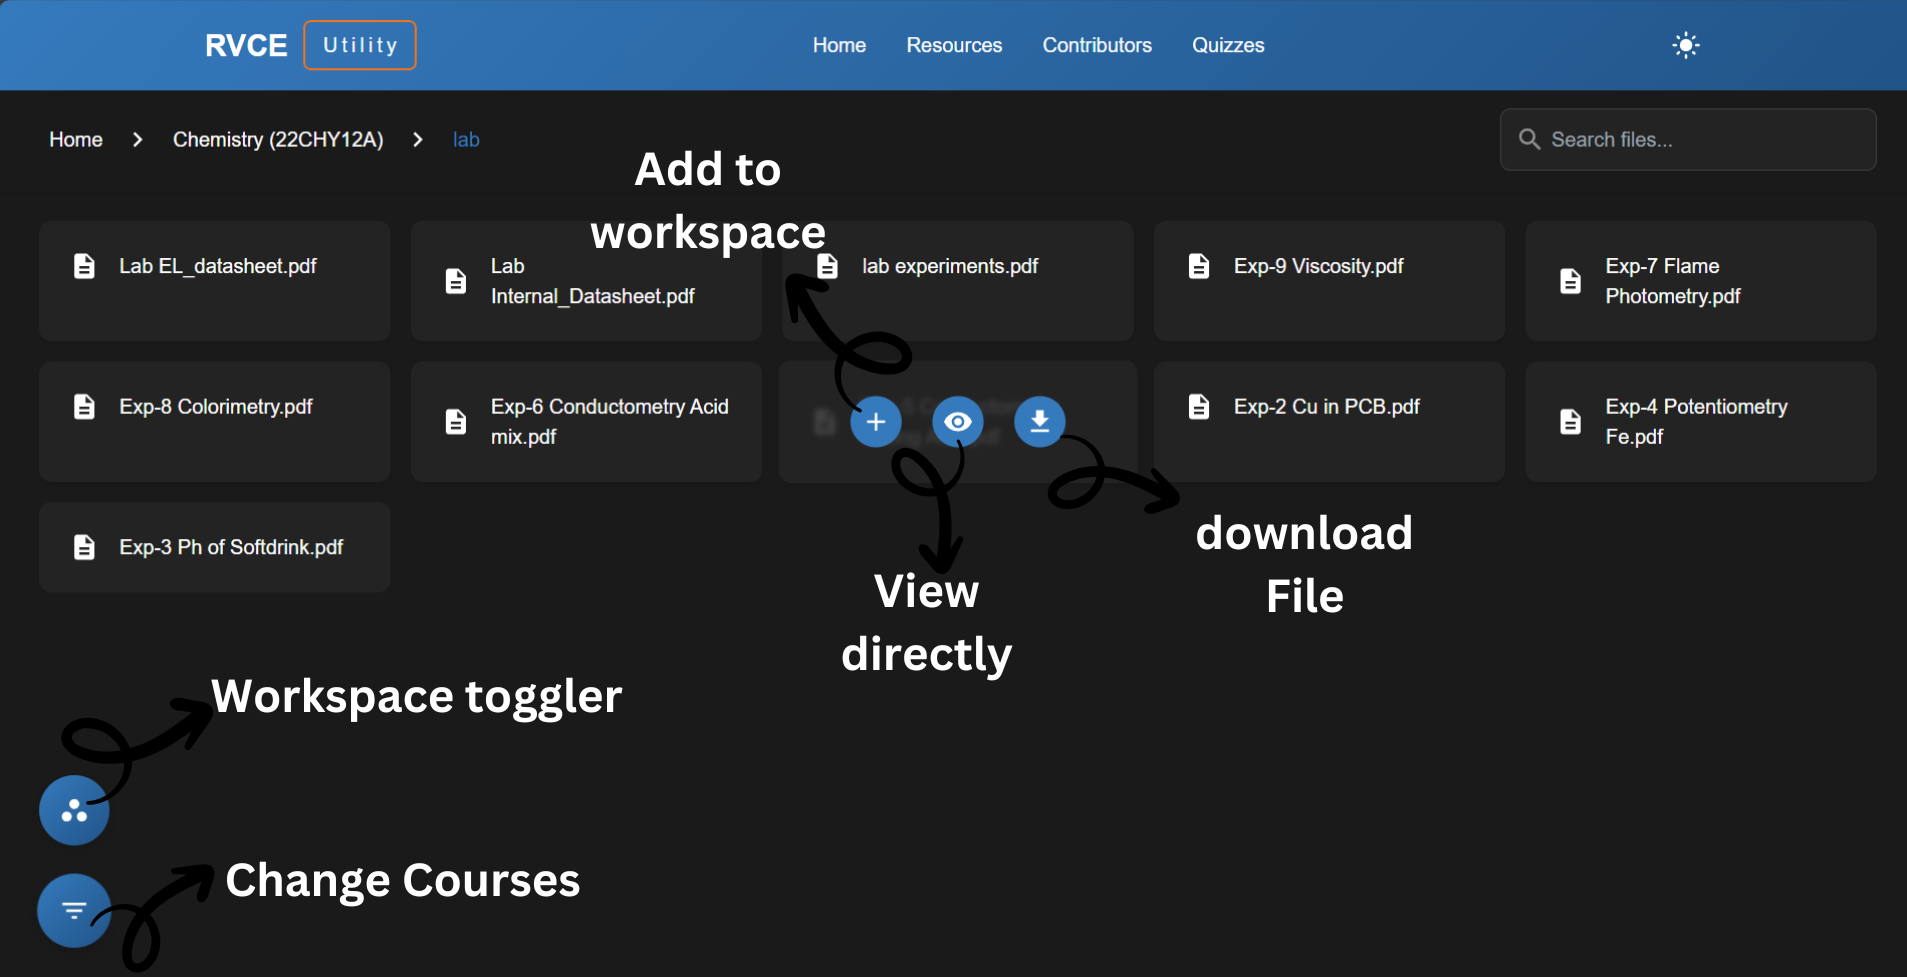 RVCE Utility
Home Resources Contributors Quizzes
Home Chemistry (22CHY12A) lab
Search files...
Add to
workspace
Lab EL_datasheet.pdf
Lab
Internal_Datasheet.pdf
lab experiments.pdf
Exp-9 Viscosity.pdf
Exp-7 Flame
Photometry.pdf
Exp-8 Colorimetry.pdf
Exp-6 Conductometry Acid
mix.pdf
Exp-2 Cu in PCB.pdf
Exp-4 Potentiometry
Fe.pdf
Exp-3 Ph of Softdrink.pdf
download
File
View
directly
Workspace toggler
Change Courses